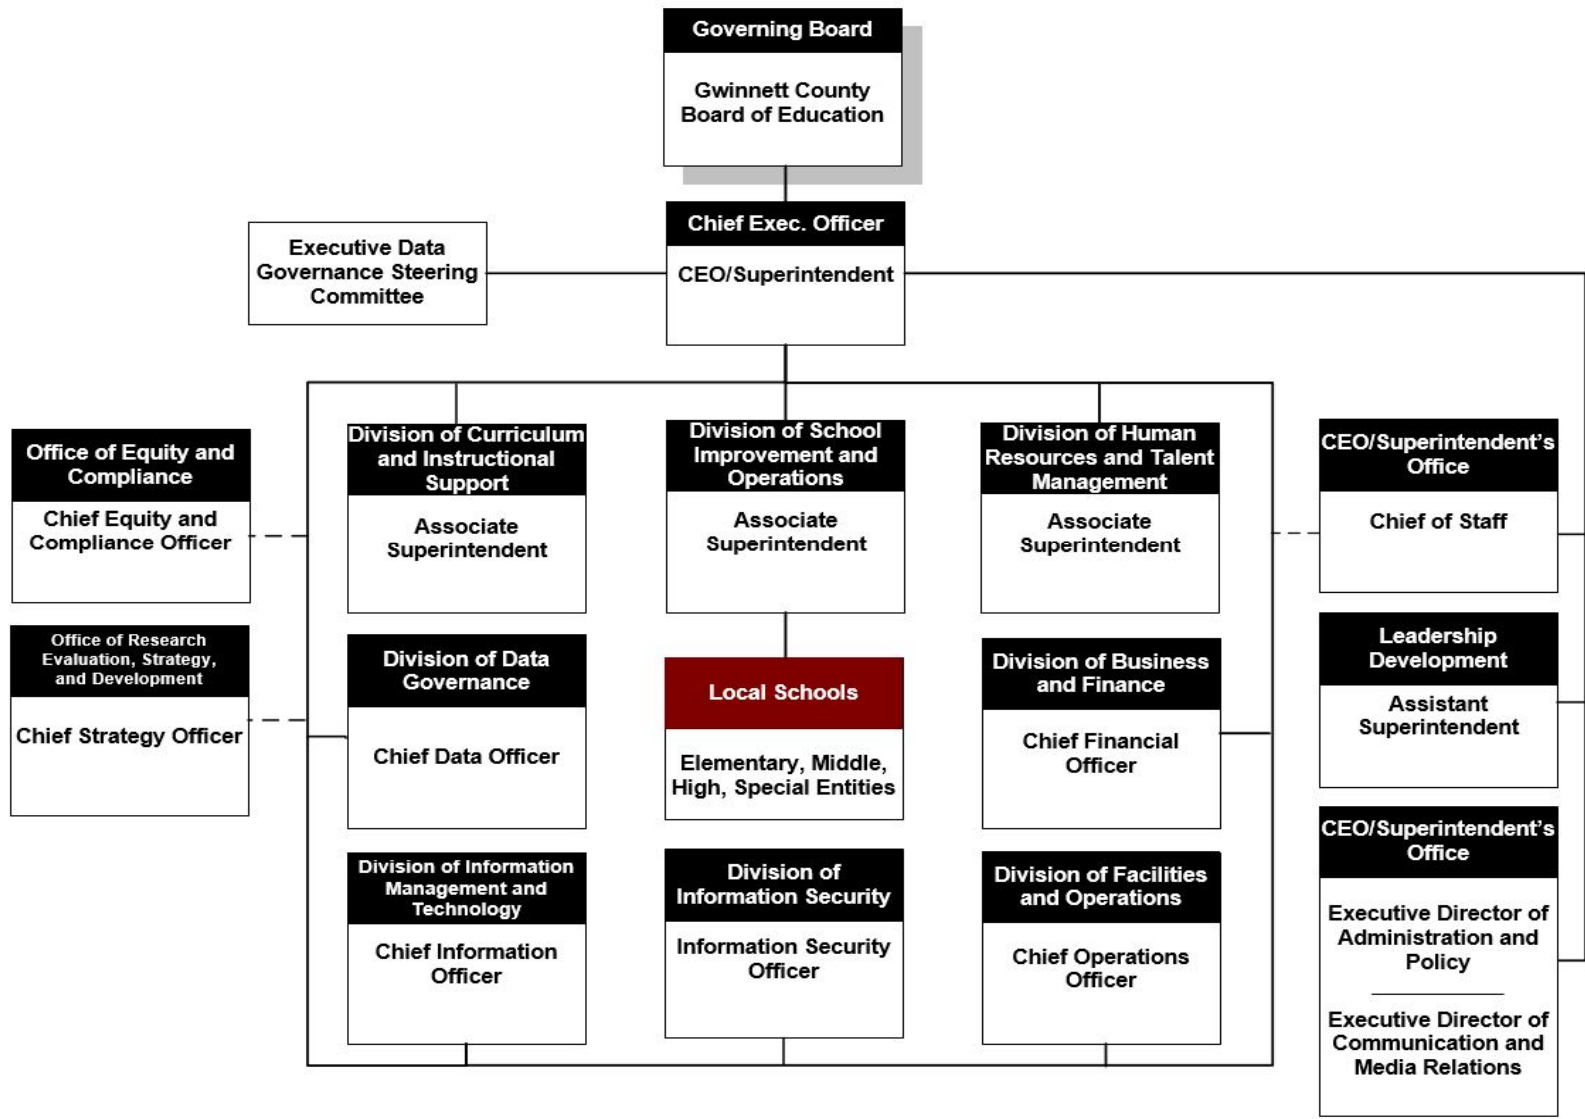 Governing Board
Gwinnett County
Board of Education
Chief Exec. Officer
CEO/Superintendent
Executive Data
Governance Steering
Committee
Office of Equity and
Compliance
Chief Equity and
Compliance Officer
Division of Curriculum
and Instructional
Support
Associate
Superintendent
Division of School
Improvement and
Operations
Associate
Superintendent
Division of Human
Resources and Talent
Management
Associate
Superintendent
CEO/Superintendent's
Office
Chief of Staff
Office of Research
Evaluation, Strategy,
and Development
Chief Strategy Officer
Division of Data
Governance
Chief Data Officer
Local Schools
Elementary, Middle,
High, Special Entities
Division of Business
and Finance
Chief Financial
Officer
Leadership
Development
Assistant
Superintendent
Division of Information
Management and
Technology
Chief Information
Officer
Division of
Information Security
Information Security
Officer
Division of Facilities
and Operations
Chief Operations
Officer
CEO/Superintendent's
Office
Executive Director of
Administration and
Policy
Executive Director of
Communication and
Media Relations